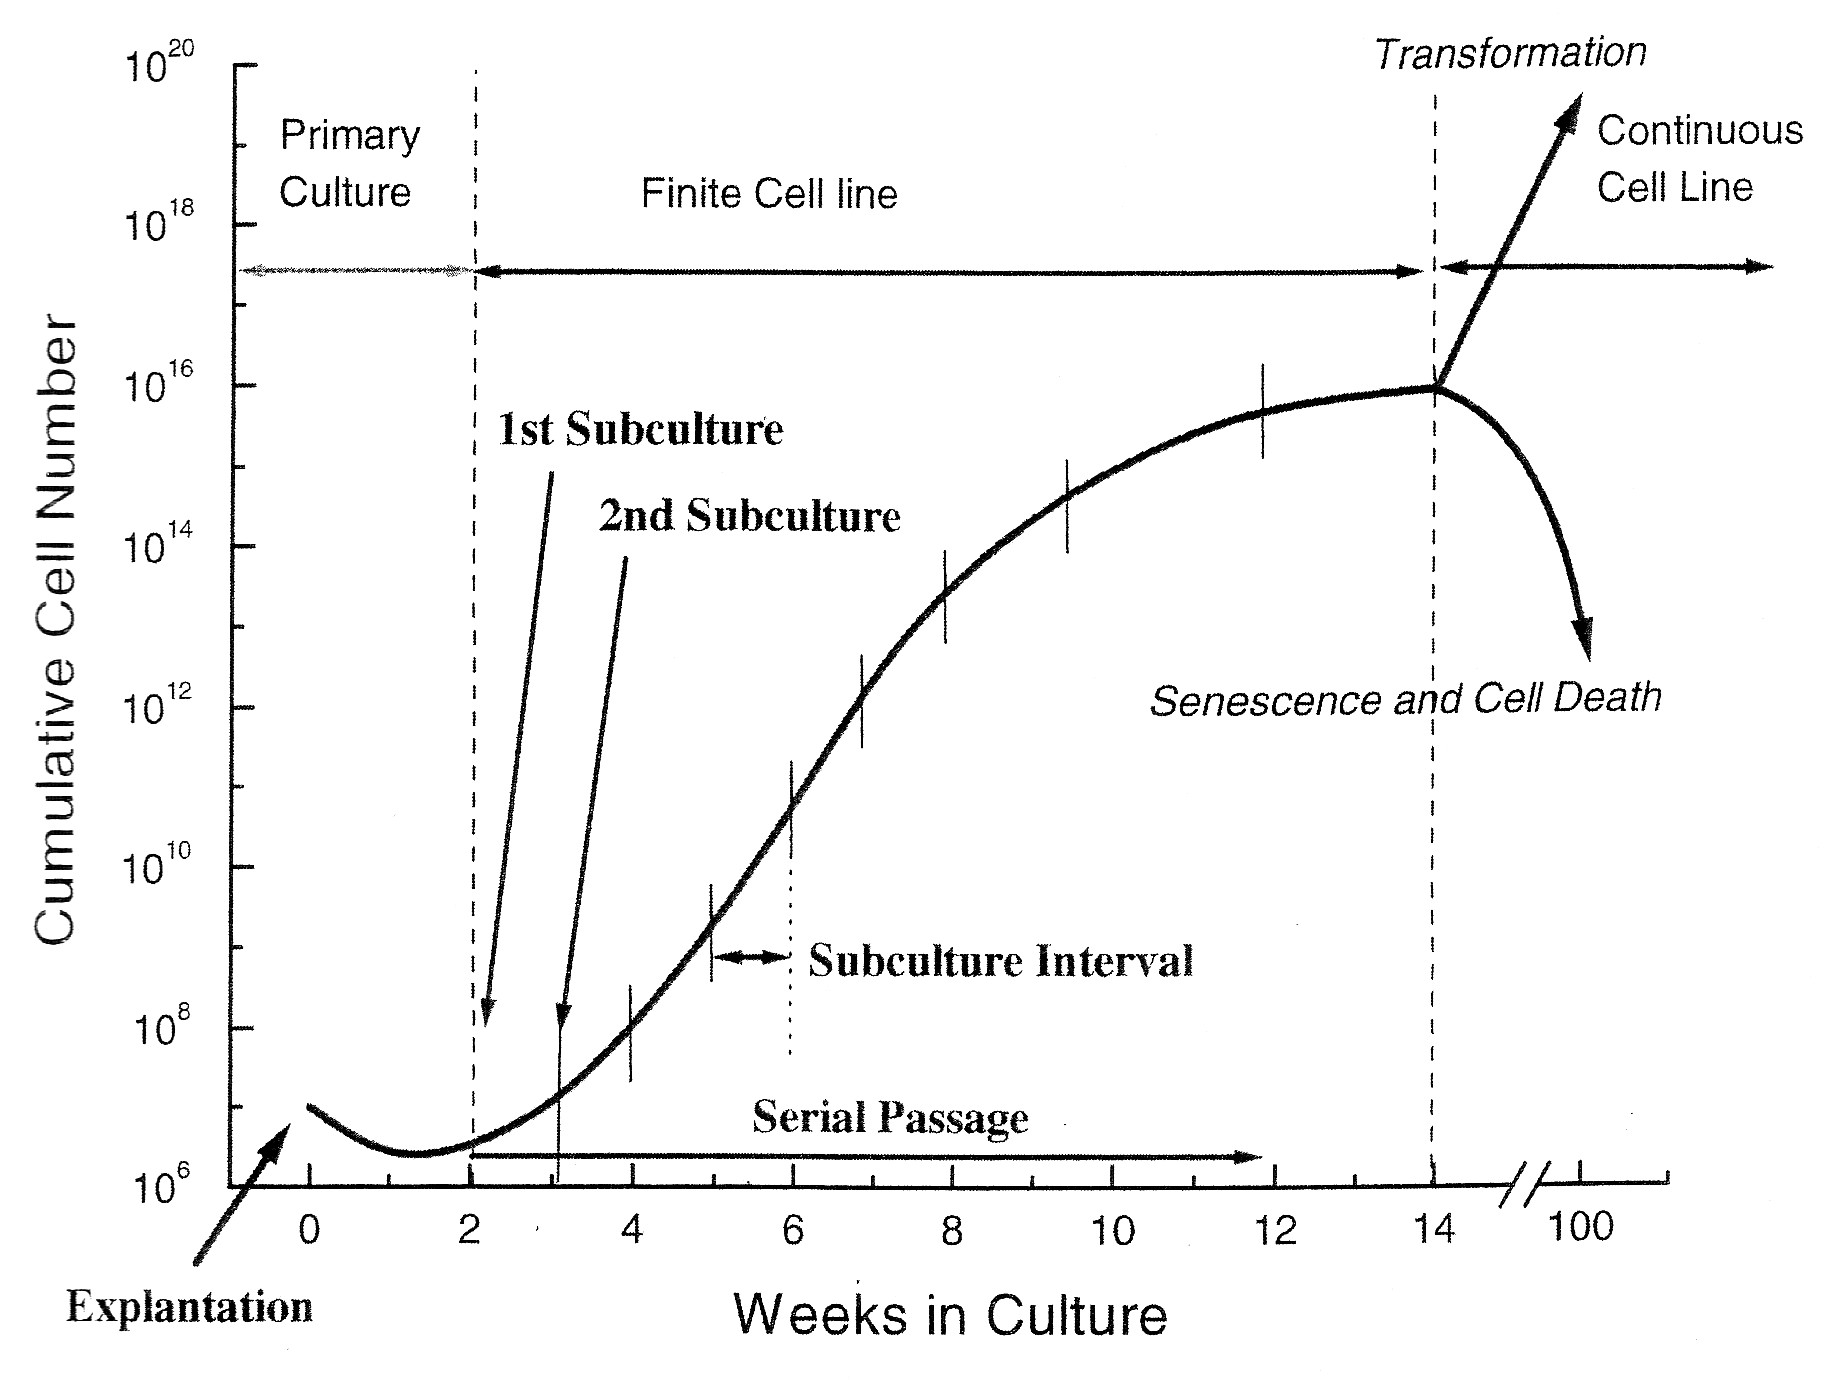 Transformation
10^20
Primary
Culture
Finite Cell line
Continuous
Cell Line
10^18
10^16
1st Subculture
2nd Subculture
10^14
10^12
Senescence and Cell Death
10^10
Subculture Interval
10^8
Serial Passage
10^6
0 2 4 6 8 10 12 14 100
Explantation
Weeks in Culture
Cumulative Cell Number